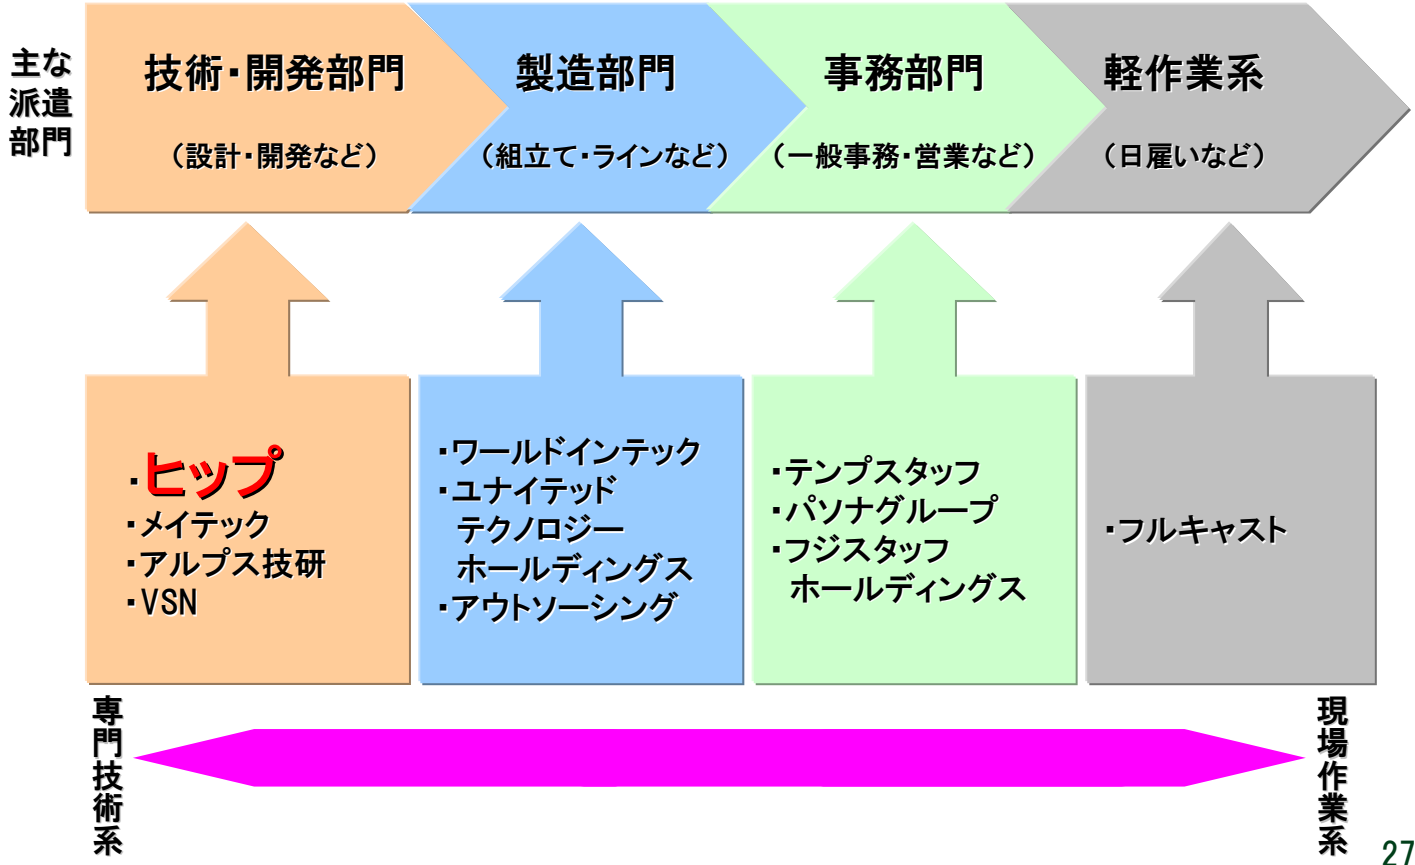 主な
派遣
部門
技術・開発部門
（設計・開発など）
製造部門
（組立て・ラインなど）
事務部門
（一般事務・営業など）
軽作業系
（日雇いなど）
・ヒップ
・メイテック
・アルプス技研
・VSN
・ワールドインテック
・ユナイテッド
テクノロジー
ホールディングス
・アウトソーシング
・テンプスタッフ
・パソナグループ
・フジスタッフ
ホールディングス
・フルキャスト
専門技術系
現場作業系
27